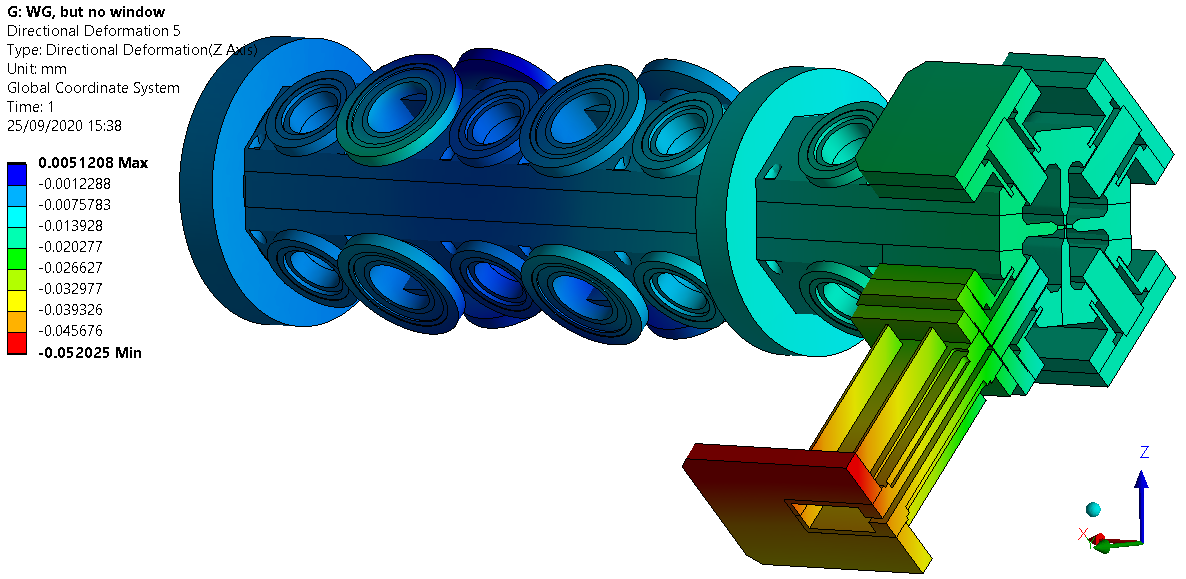 G: WG, but no window
Directional Deformation 5
Type: Directional Deformation(Z Axis)
Unit: mm
Global Coordinate System
Time: 1
25/09/2020 15:38
0.0051208 Max
-0.0012288
-0.0075783
-0.013928
-0.020277
-0.026627
-0.032977
-0.039326
-0.045676
-0.052025 Min
Z
X